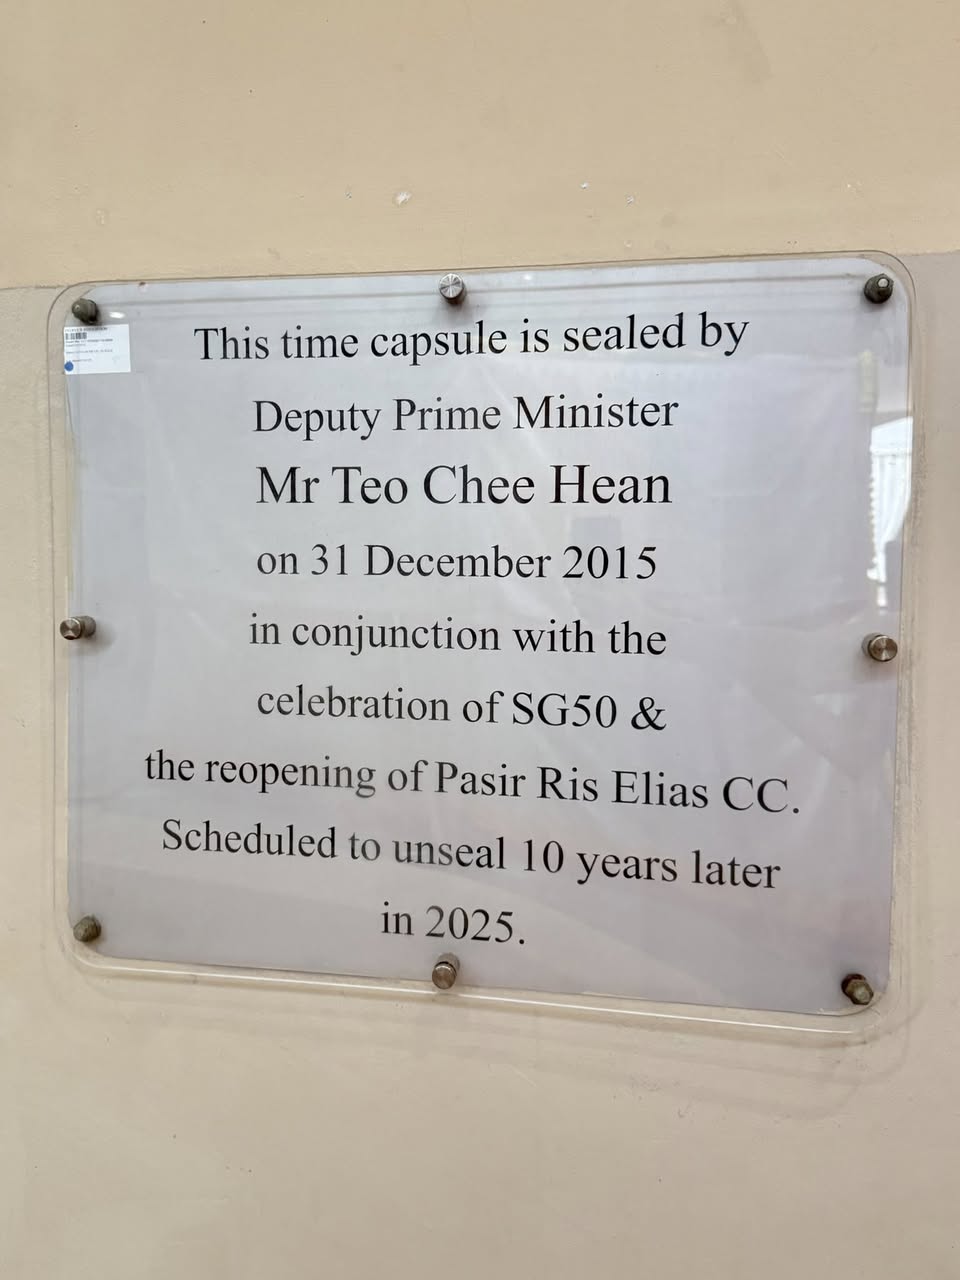 This time capsule is sealed by
Deputy Prime Minister
Mr Teo Chee Hean
on 31 December 2015
in conjunction with the
celebration of SG50 &
the reopening of Pasir Ris Elias CC.
Scheduled to unseal 10 years later
in 2025.